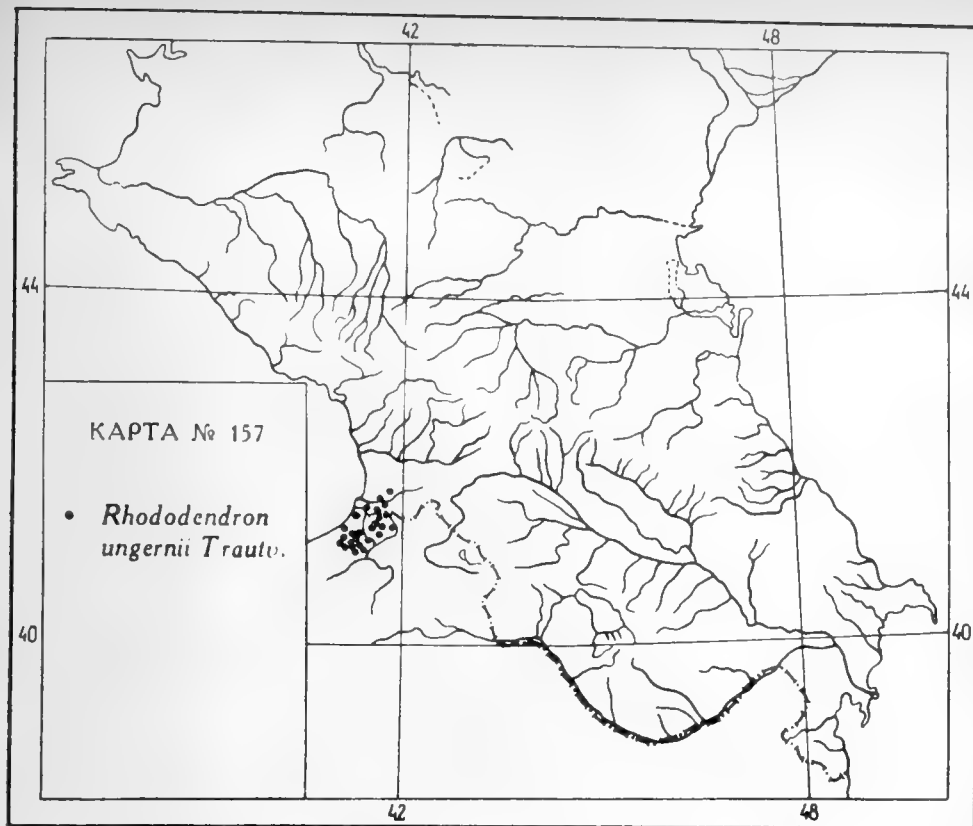 42 48
44 44
КАРТА № 157
• Rhododendron
ungernii Trautv.
40 40
42 48